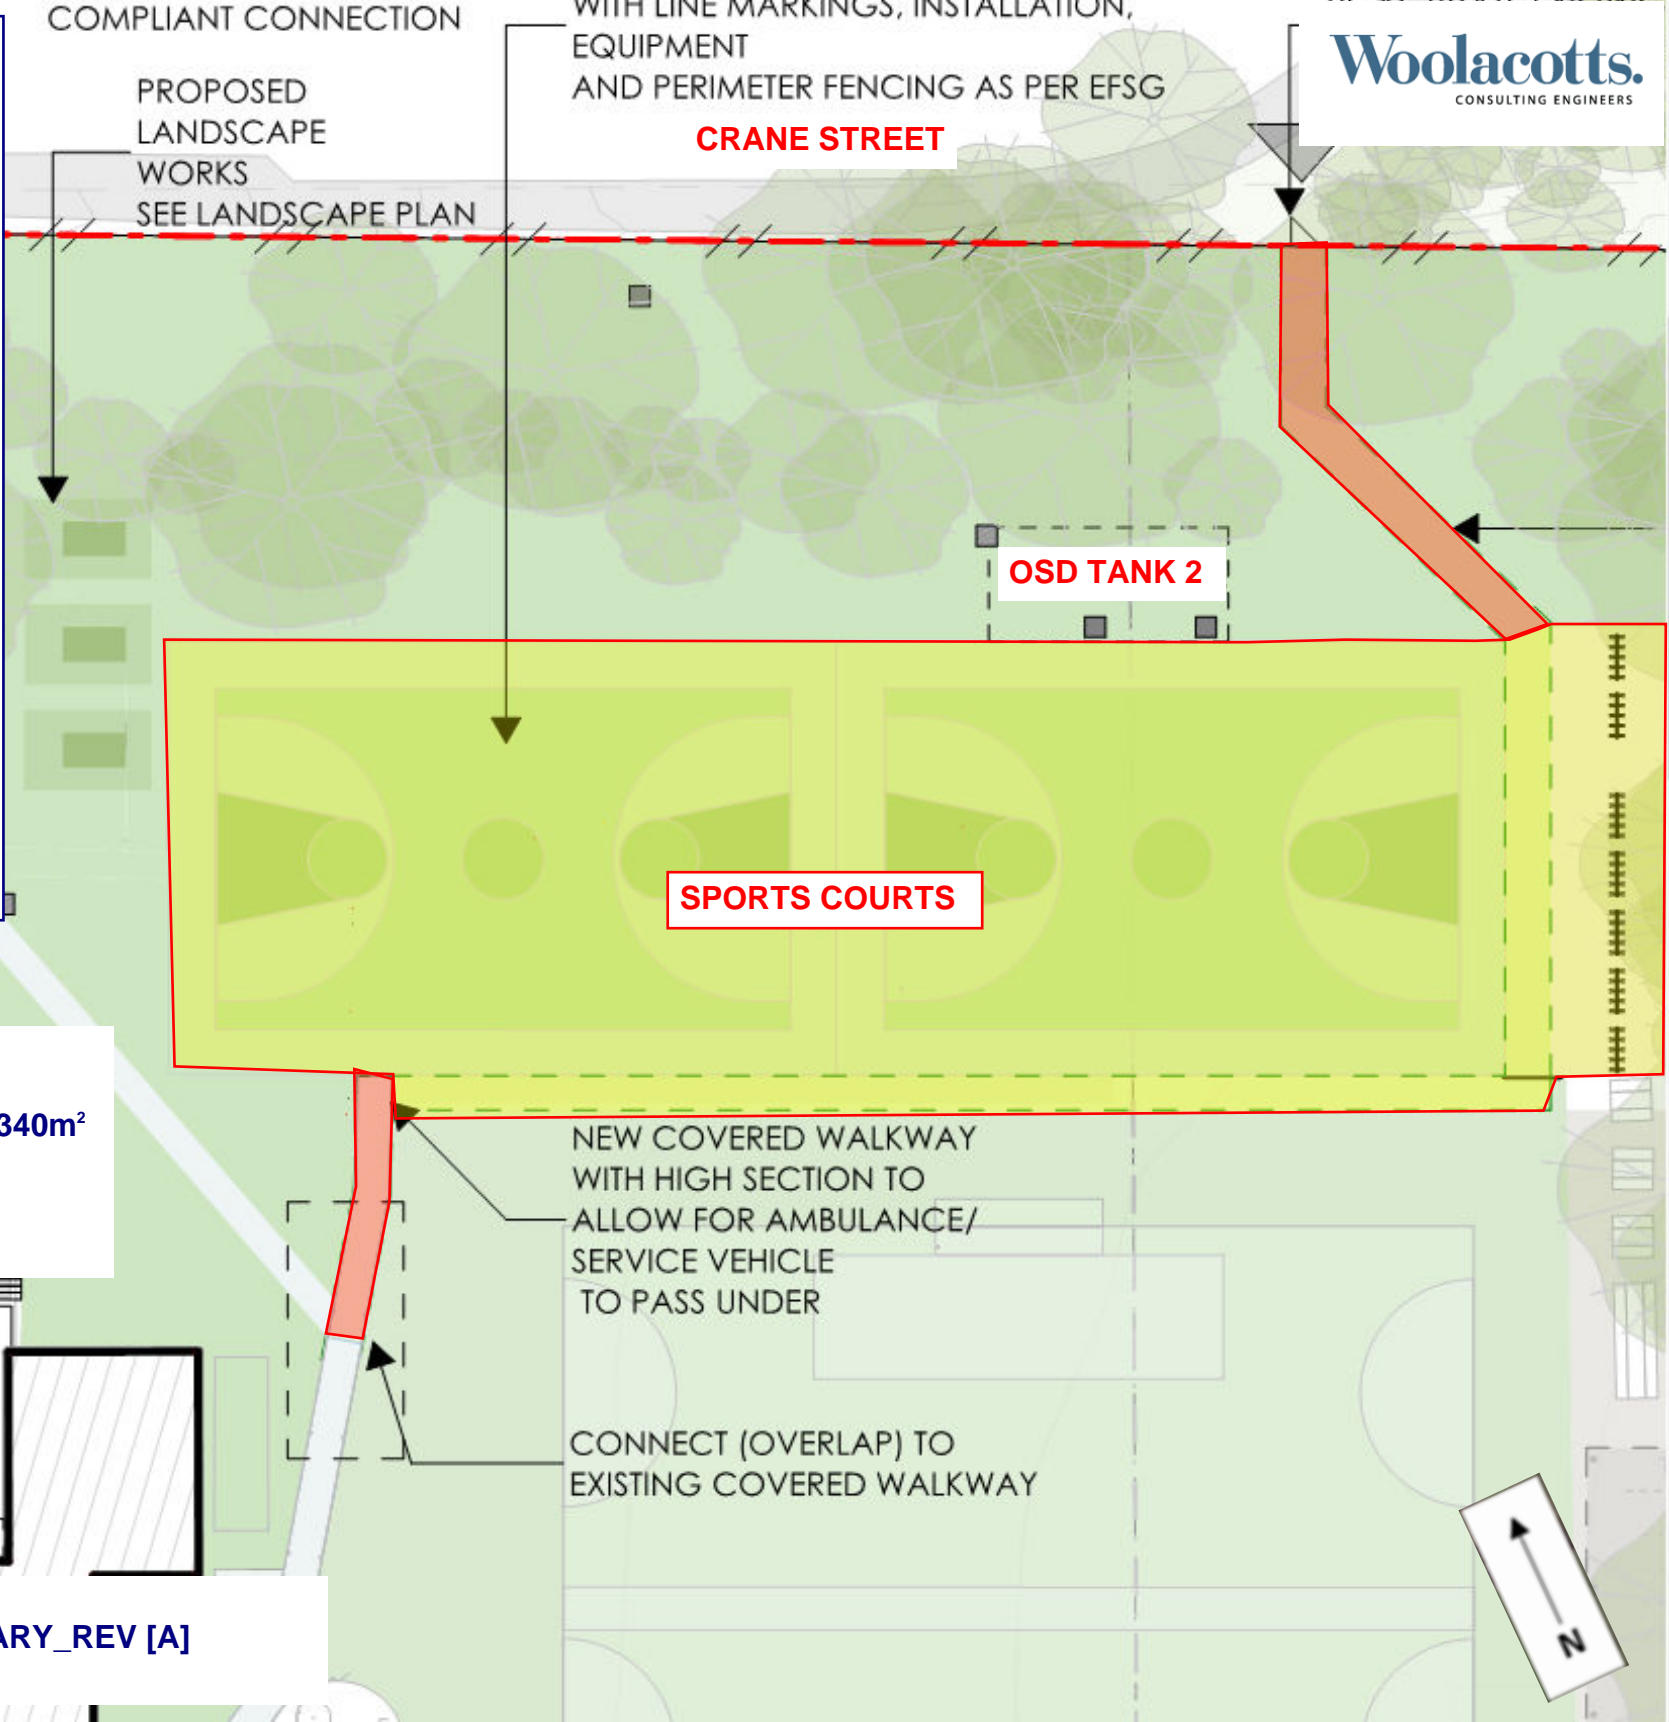 COMPLIANT CONNECTION
WITH LINE MARKINGS, INSTALLATION,
EQUIPMENT
AND PERIMETER FENCING AS PER EFSG
PROPOSED
LANDSCAPE
WORKS
SEE LANDSCAPE PLAN
CRANE STREET
Woolacotts.
CONSULTING ENGINEERS
OSD TANK 2
SPORTS COURTS
340m²
NEW COVERED WALKWAY
WITH HIGH SECTION TO
ALLOW FOR AMBULANCE/
SERVICE VEHICLE
TO PASS UNDER
CONNECT (OVERLAP) TO
EXISTING COVERED WALKWAY
ARY_REV [A]
N